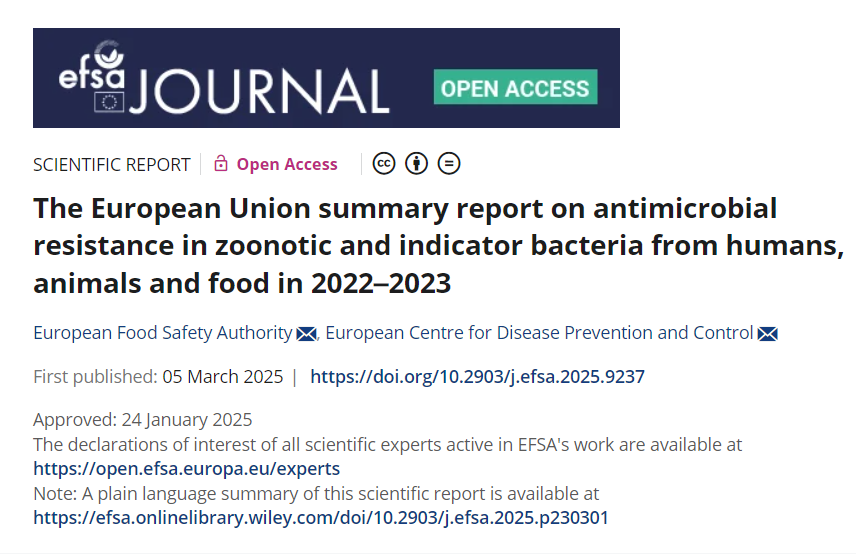 efsa JOURNAL OPEN ACCESS
SCIENTIFIC REPORT Open Access cc
The European Union summary report on antimicrobial
resistance in zoonotic and indicator bacteria from humans,
animals and food in 2022–2023
European Food Safety Authority, European Centre for Disease Prevention and Control
First published: 05 March 2025 | https://doi.org/10.2903/j.efsa.2025.9237
Approved: 24 January 2025
The declarations of interest of all scientific experts active in EFSA's work are available at
https://open.efsa.europa.eu/experts
Note: A plain language summary of this scientific report is available at
https://efsa.onlinelibrary.wiley.com/doi/10.2903/j.efsa.2025.p230301